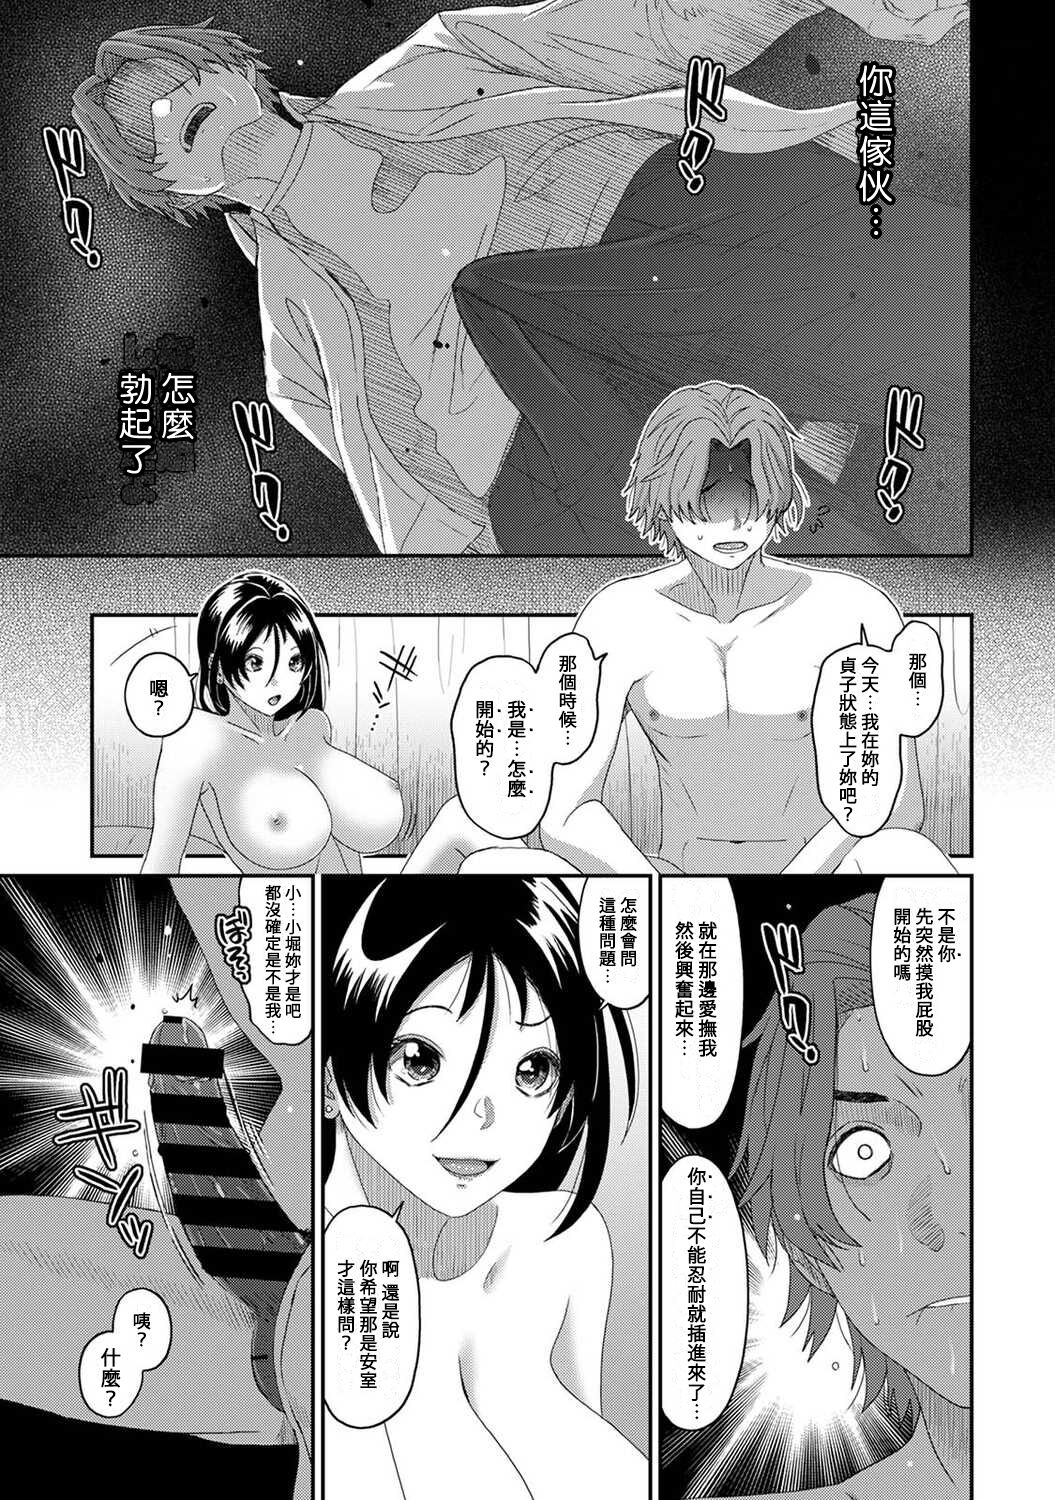 你這傢伙…
ドクッ?
ドクッ?
怎麼
勃起了
ドクッ?
ドクッ?
那個…
今天…我在妳的
貞子狀態上了妳吧?
那個時候…
我是…怎麼
開始的?
嗯?
不是你
先突然摸我屁股
開始的嗎
就在那邊愛撫我
然後興奮起來…
你自己不能忍耐就插進來了…
怎麼會問
這種問題…
啊 還是說
你希望那是安室
才這樣問?
小…小堀妳才是吧
都沒確定是不是我…
ぼそっ…
咦?
什麼?